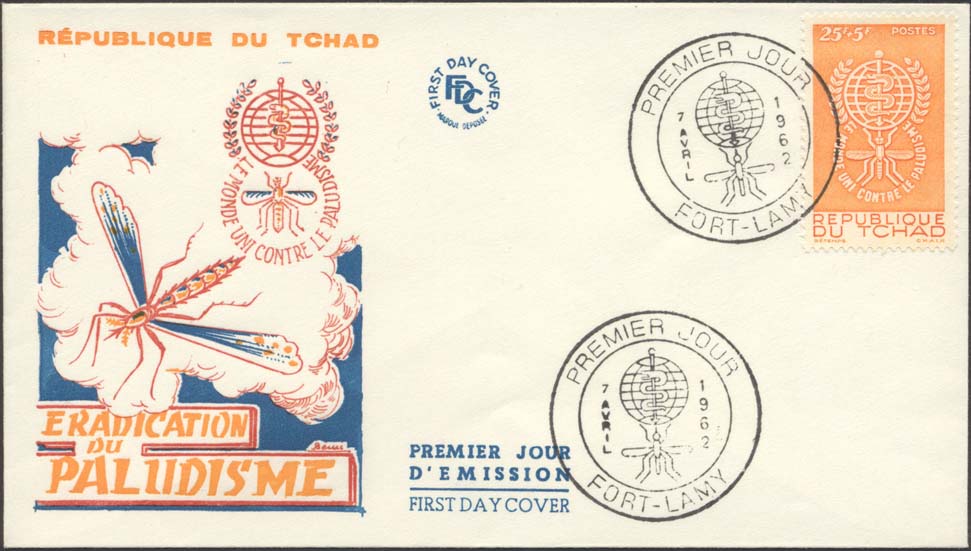 RÉPUBLIQUE DU TCHAD
FIRST DAY COVER
FDC
MARQUE DÉPOSÉE
LE MONDE UNI CONTRE LE PALUDISME
ERADICATION
DU
PALUDISME
PREMIER JOUR
D'EMISSION
FIRST DAY COVER
PREMIER JOUR
7 AVRIL 1962
FORT-LAMY
25F+5F POSTES
LE MONDE UNI CONTRE LE PALUDISME
REPUBLIQUE
DU TCHAD
PREMIER JOUR
7 AVRIL 1962
FORT-LAMY